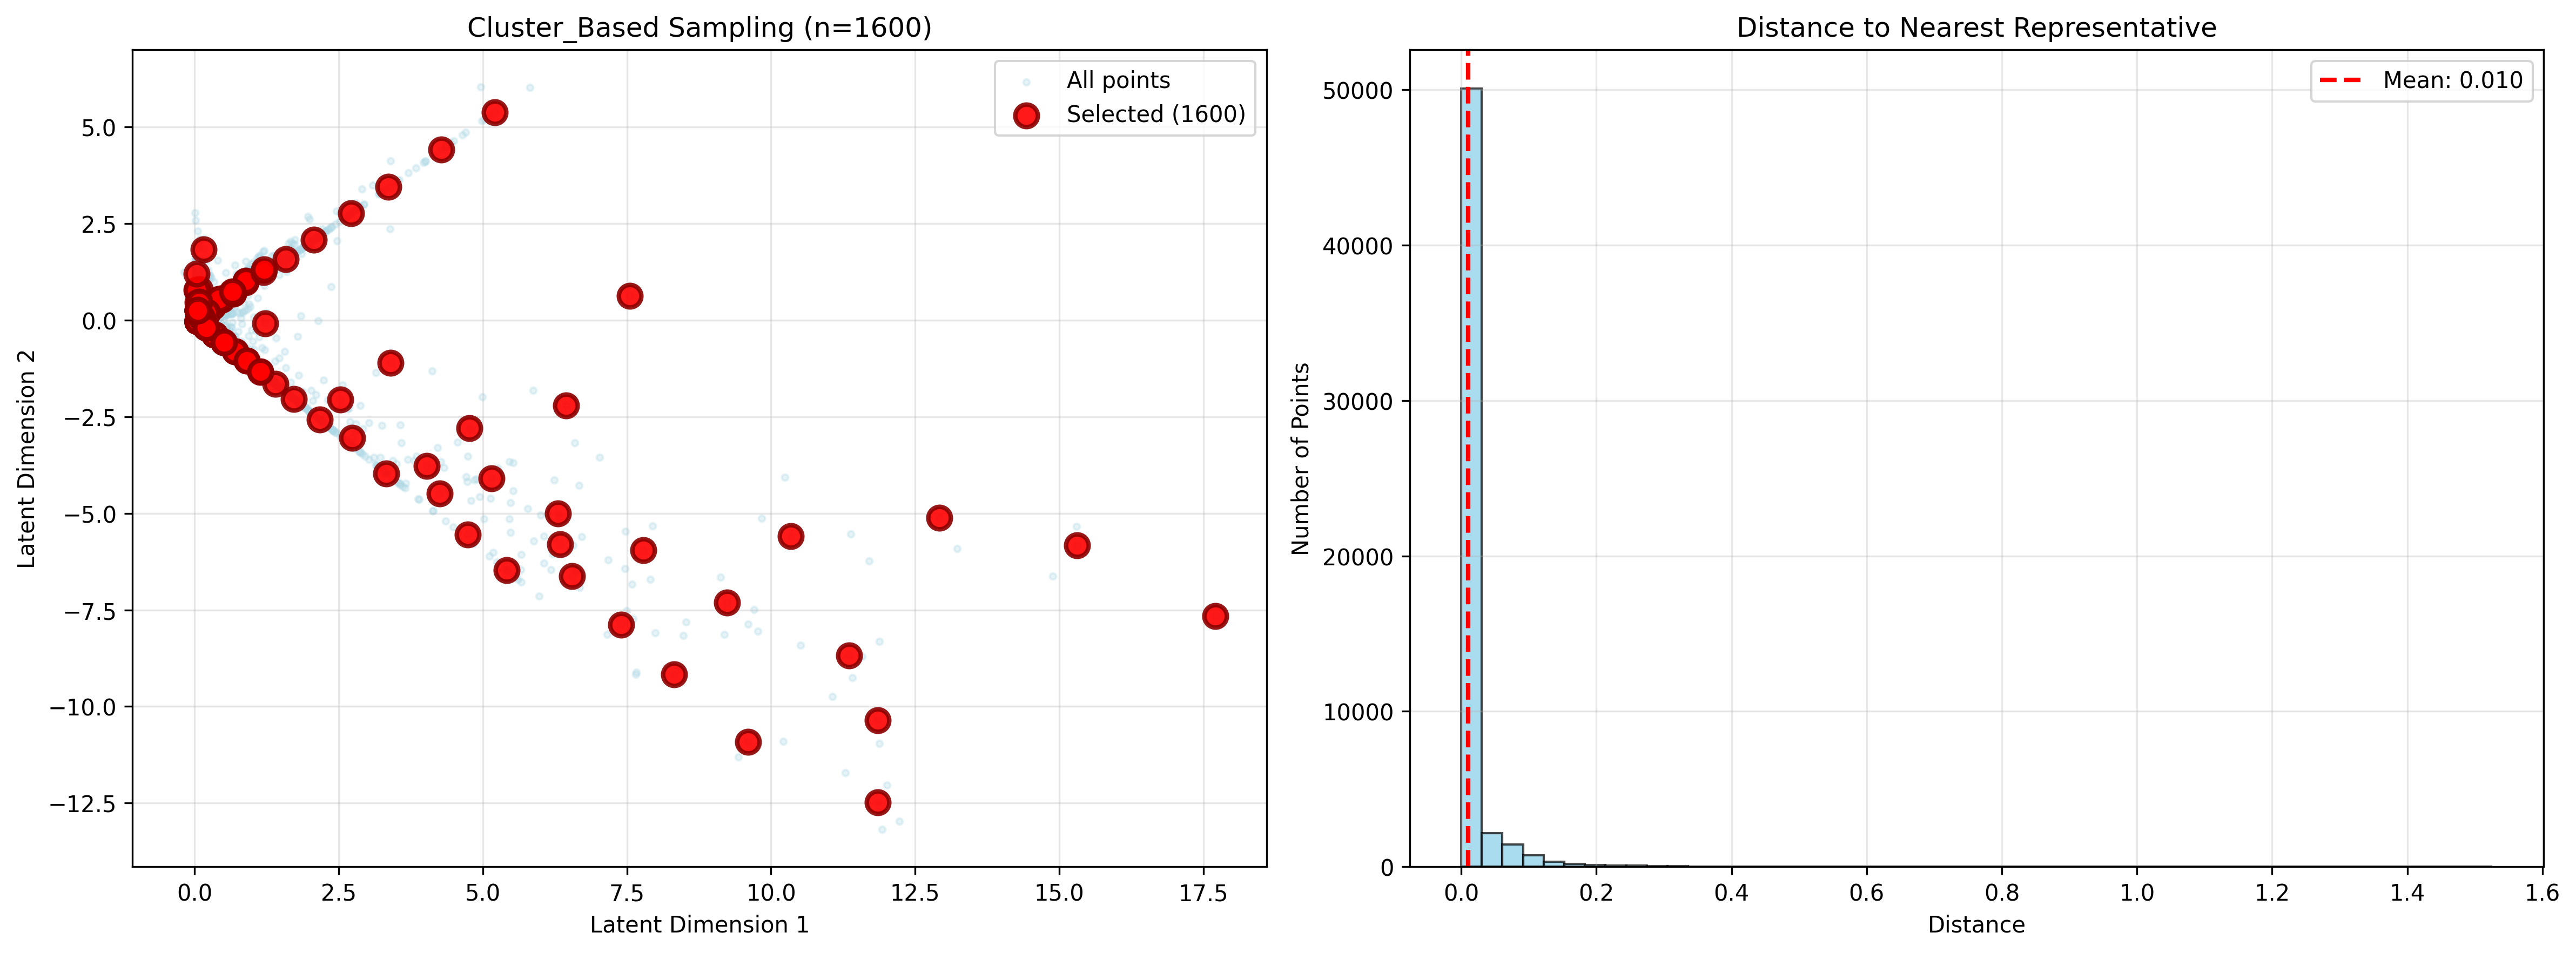 Cluster_Based Sampling (n=1600)
All points
Selected (1600)
5.0
2.5
0.0
−2.5
−5.0
−7.5
−10.0
−12.5
Latent Dimension 2
0.0 2.5 5.0 7.5 10.0 12.5 15.0 17.5
Latent Dimension 1
Distance to Nearest Representative
Mean: 0.010
50000
40000
30000
20000
10000
0
Number of Points
0.0 0.2 0.4 0.6 0.8 1.0 1.2 1.4 1.6
Distance